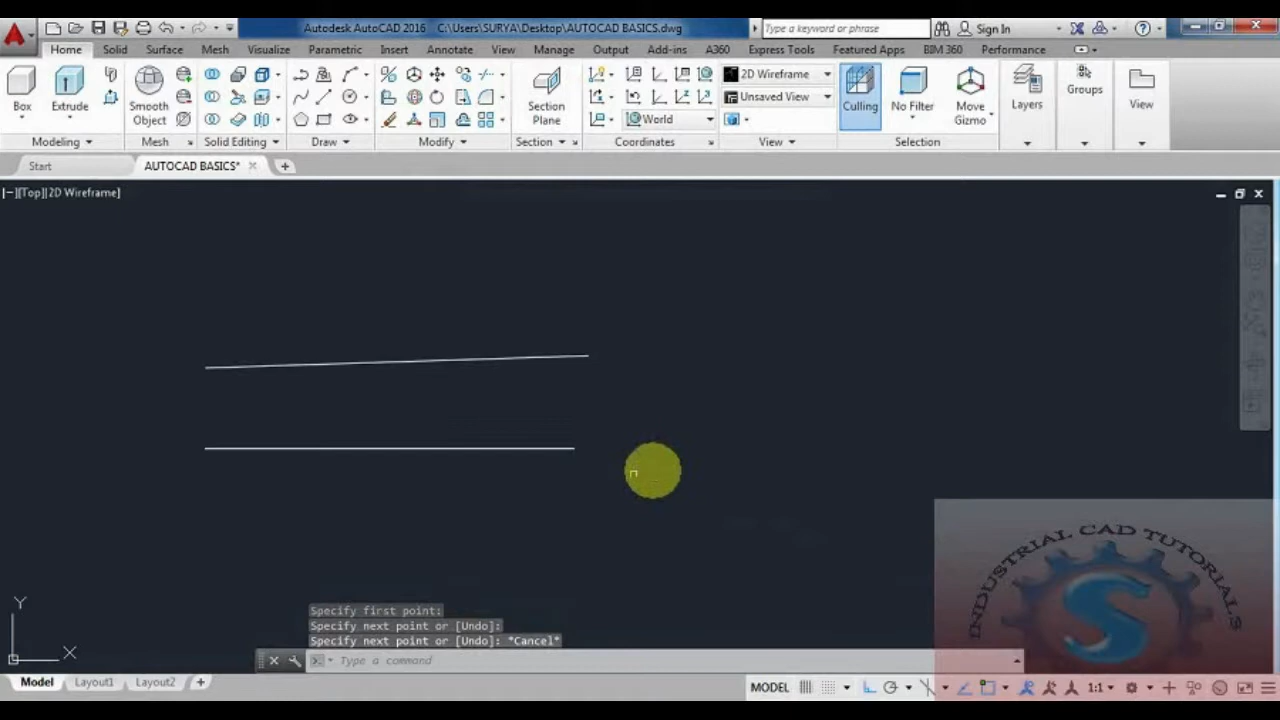 Autodesk AutoCAD 2016 C:\Users\SURYA\Desktop\AUTOCAD BASICS.dwg
Type a keyword or phrase
Sign In
Home Solid Surface Mesh Visualize Parametric Insert Annotate View Manage Output Add-ins A360 Express Tools Featured Apps BIM 360 Performance
Box
Extrude
Smooth
Object
Section
Plane
World
2D Wireframe
Unsaved View
Culling
No Filter
Move
Gizmo
Layers
Groups
View
Modeling
Mesh
Solid Editing
Draw
Modify
Section
Coordinates
View
Selection
Start
AUTOCAD BASICS*
[−][Top][2D Wireframe]
INDUSTRIAL CAD TUTORIALS
S
Y
X
Specify first point:
Specify next point or [Undo]:
Specify next point or [Undo]: *Cancel*
Type a command
Model Layout1 Layout2 +
MODEL
1:1